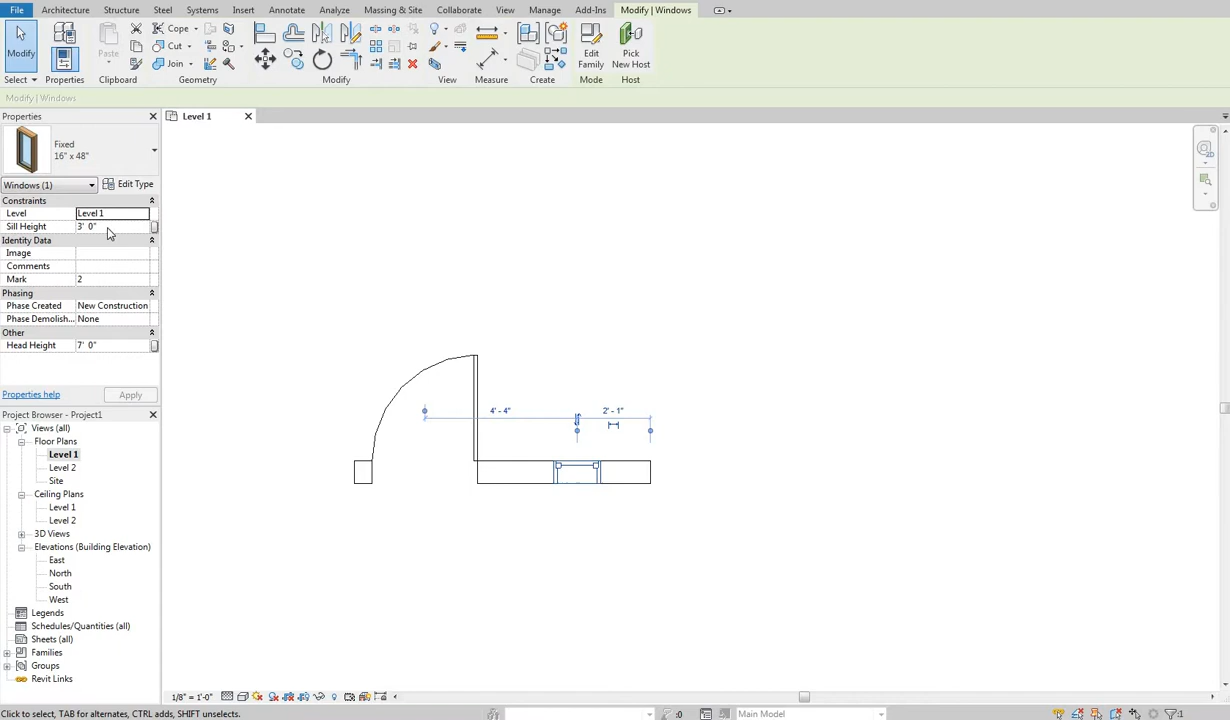 File Architecture Structure Steel Systems Insert Annotate Analyze Massing & Site Collaborate View Manage Add-Ins Modify | Windows
Modify Paste Cope Cut Join Edit Family Pick New Host
Select Properties Clipboard Geometry Modify View Measure Create Mode Host
Modify | Windows
Properties
Level 1
Fixed
16" x 48"
Windows (1) Edit Type
Constraints
Level Level 1
Sill Height 3' 0"
Identity Data
Image
Comments
Mark 2
Phasing
Phase Created New Construction
Phase Demolish... None
Other
Head Height 7' 0"
Properties help Apply
Project Browser - Project1
Views (all)
Floor Plans
Level 1
Level 2
Site
Ceiling Plans
Level 1
Level 2
3D Views
Elevations (Building Elevation)
East
North
South
West
Legends
Schedules/Quantities (all)
Sheets (all)
Families
Groups
Revit Links
4' - 4" 2' - 1"
2D
1/8" = 1'-0"
Click to select, TAB for alternates, CTRL adds, SHIFT unselects. :0 Main Model :1